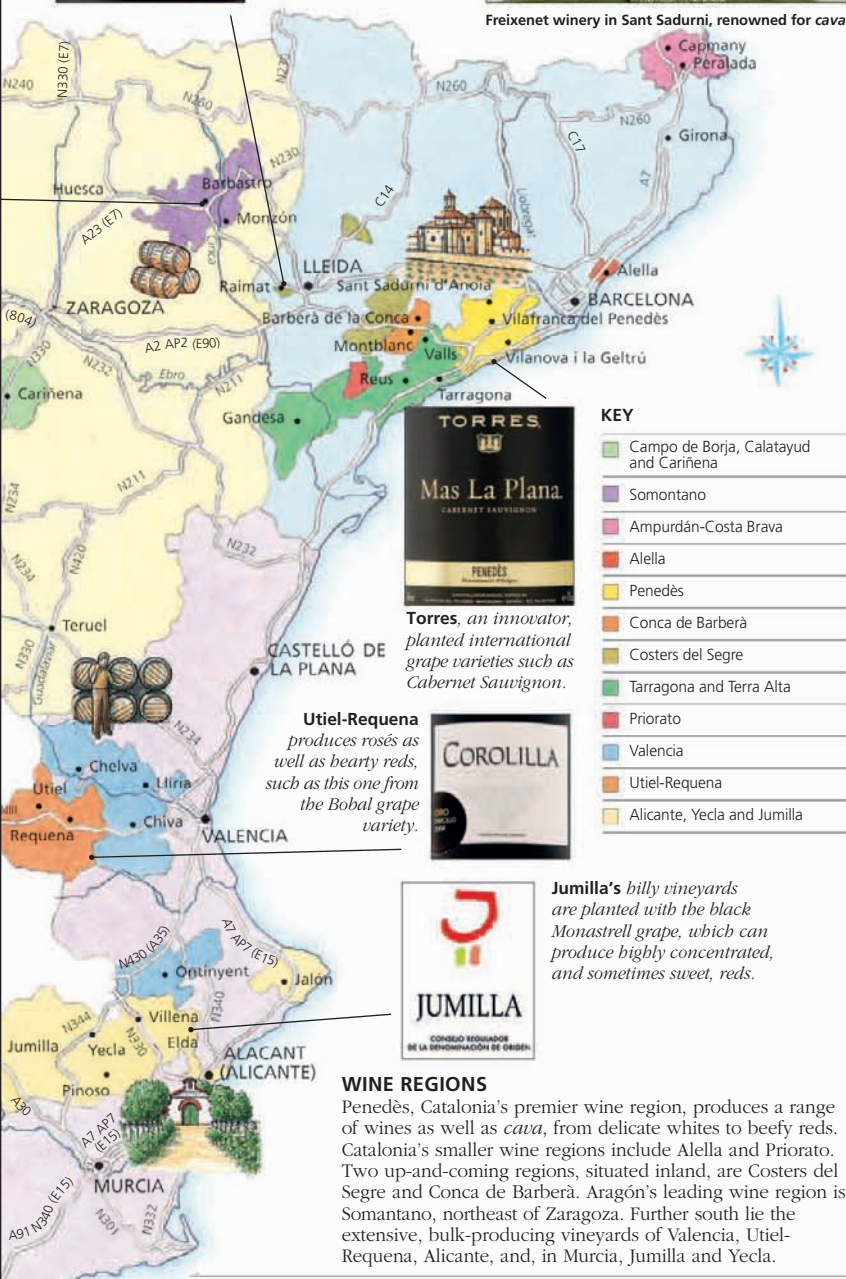 Freixenet winery in Sant Sadurní, renowned for cava
N330 (E7)
N240
N230
N260
N260
N260
C17
C14
N230
A7
Llobregat
Capmany
Peralada
Girona
Huesca
Barbastro
A23 (E7)
Monzón
Cinca
Raimat
LLEIDA
Sant Sadurní d'Anoia
Alella
BARCELONA
ZARAGOZA
(804)
Barberà de la Conca
Vilafranca del Penedès
A2 AP2 (E90)
Montblanc
Valls
Vilanova i la Geltrú
N330
N232
Ebro
N211
Reus
Tarragona
Cariñena
Gandesa
N211
N234
N232
N234
N420
Teruel
N330
Guadalaviar
CASTELLÓ DE
LA PLANA
N234
Chelva
Llíria
Utiel
NIII
Requena
Chiva
VALENCIA
N430 (A35)
A7 AP7 (E15)
Ontinyent
Jalón
N340
Villena
N344
Jumilla
Yecla
N330
Elda
ALACANT
(ALICANTE)
Pinoso
A30
A7 AP7
(E15)
MURCIA
A91 N340 (E15)
N301
N332
TORRES
Mas La Plana
CABERNET SAUVIGNON
PENEDÈS
Torres, an innovator,
planted international
grape varieties such as
Cabernet Sauvignon.
Utiel-Requena
produces rosés as
well as hearty reds,
such as this one from
the Bobal grape
variety.
COROLILLA
KEY
Campo de Borja, Calatayud
and Cariñena
Somontano
Ampurdán-Costa Brava
Alella
Penedès
Conca de Barberà
Costers del Segre
Tarragona and Terra Alta
Priorato
Valencia
Utiel-Requena
Alicante, Yecla and Jumilla
JUMILLA
CONSEJO REGULADOR
DE LA DENOMINACIÓN DE ORIGEN
Jumilla's hilly vineyards
are planted with the black
Monastrell grape, which can
produce highly concentrated,
and sometimes sweet, reds.
WINE REGIONS
Penedès, Catalonia's premier wine region, produces a range
of wines as well as cava, from delicate whites to beefy reds.
Catalonia's smaller wine regions include Alella and Priorato.
Two up-and-coming regions, situated inland, are Costers del
Segre and Conca de Barberà. Aragón's leading wine region is
Somantano, northeast of Zaragoza. Further south lie the
extensive, bulk-producing vineyards of Valencia, Utiel-
Requena, Alicante, and, in Murcia, Jumilla and Yecla.